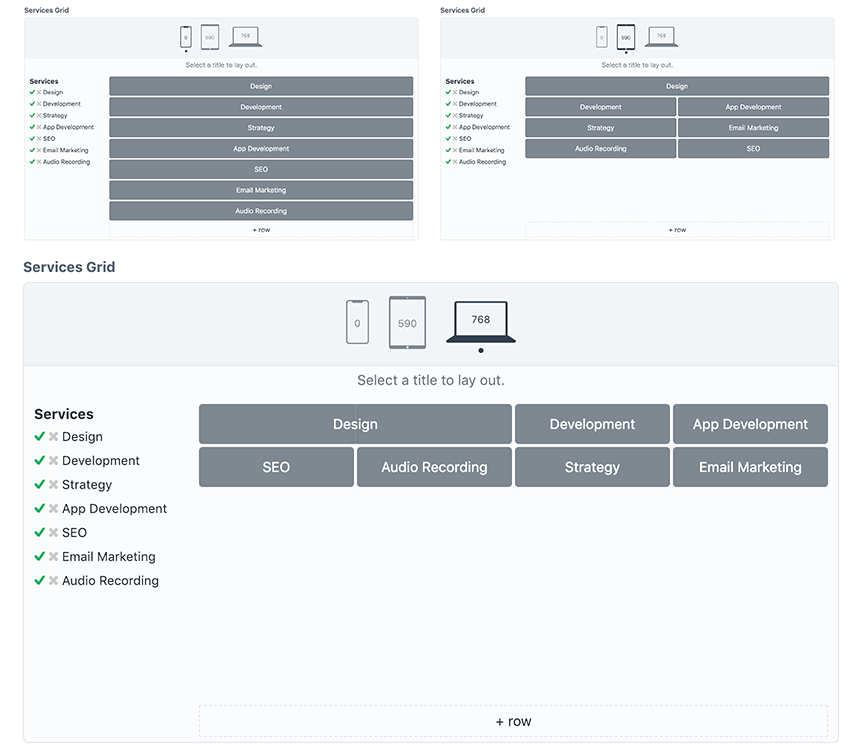 Services Grid
0 590 768
Select a title to lay out.
Services
Design
Development
Strategy
App Development
SEO
Email Marketing
Audio Recording
Design
Development
Strategy
App Development
SEO
Email Marketing
Audio Recording
+ row
Services Grid
0 590 768
Select a title to lay out.
Services
Design
Development
Strategy
App Development
SEO
Email Marketing
Audio Recording
Design
Development App Development
Strategy Email Marketing
Audio Recording SEO
+ row
Services Grid
0 590 768
Select a title to lay out.
Services
Design
Development
Strategy
App Development
SEO
Email Marketing
Audio Recording
Design Development App Development
SEO Audio Recording Strategy Email Marketing
+ row